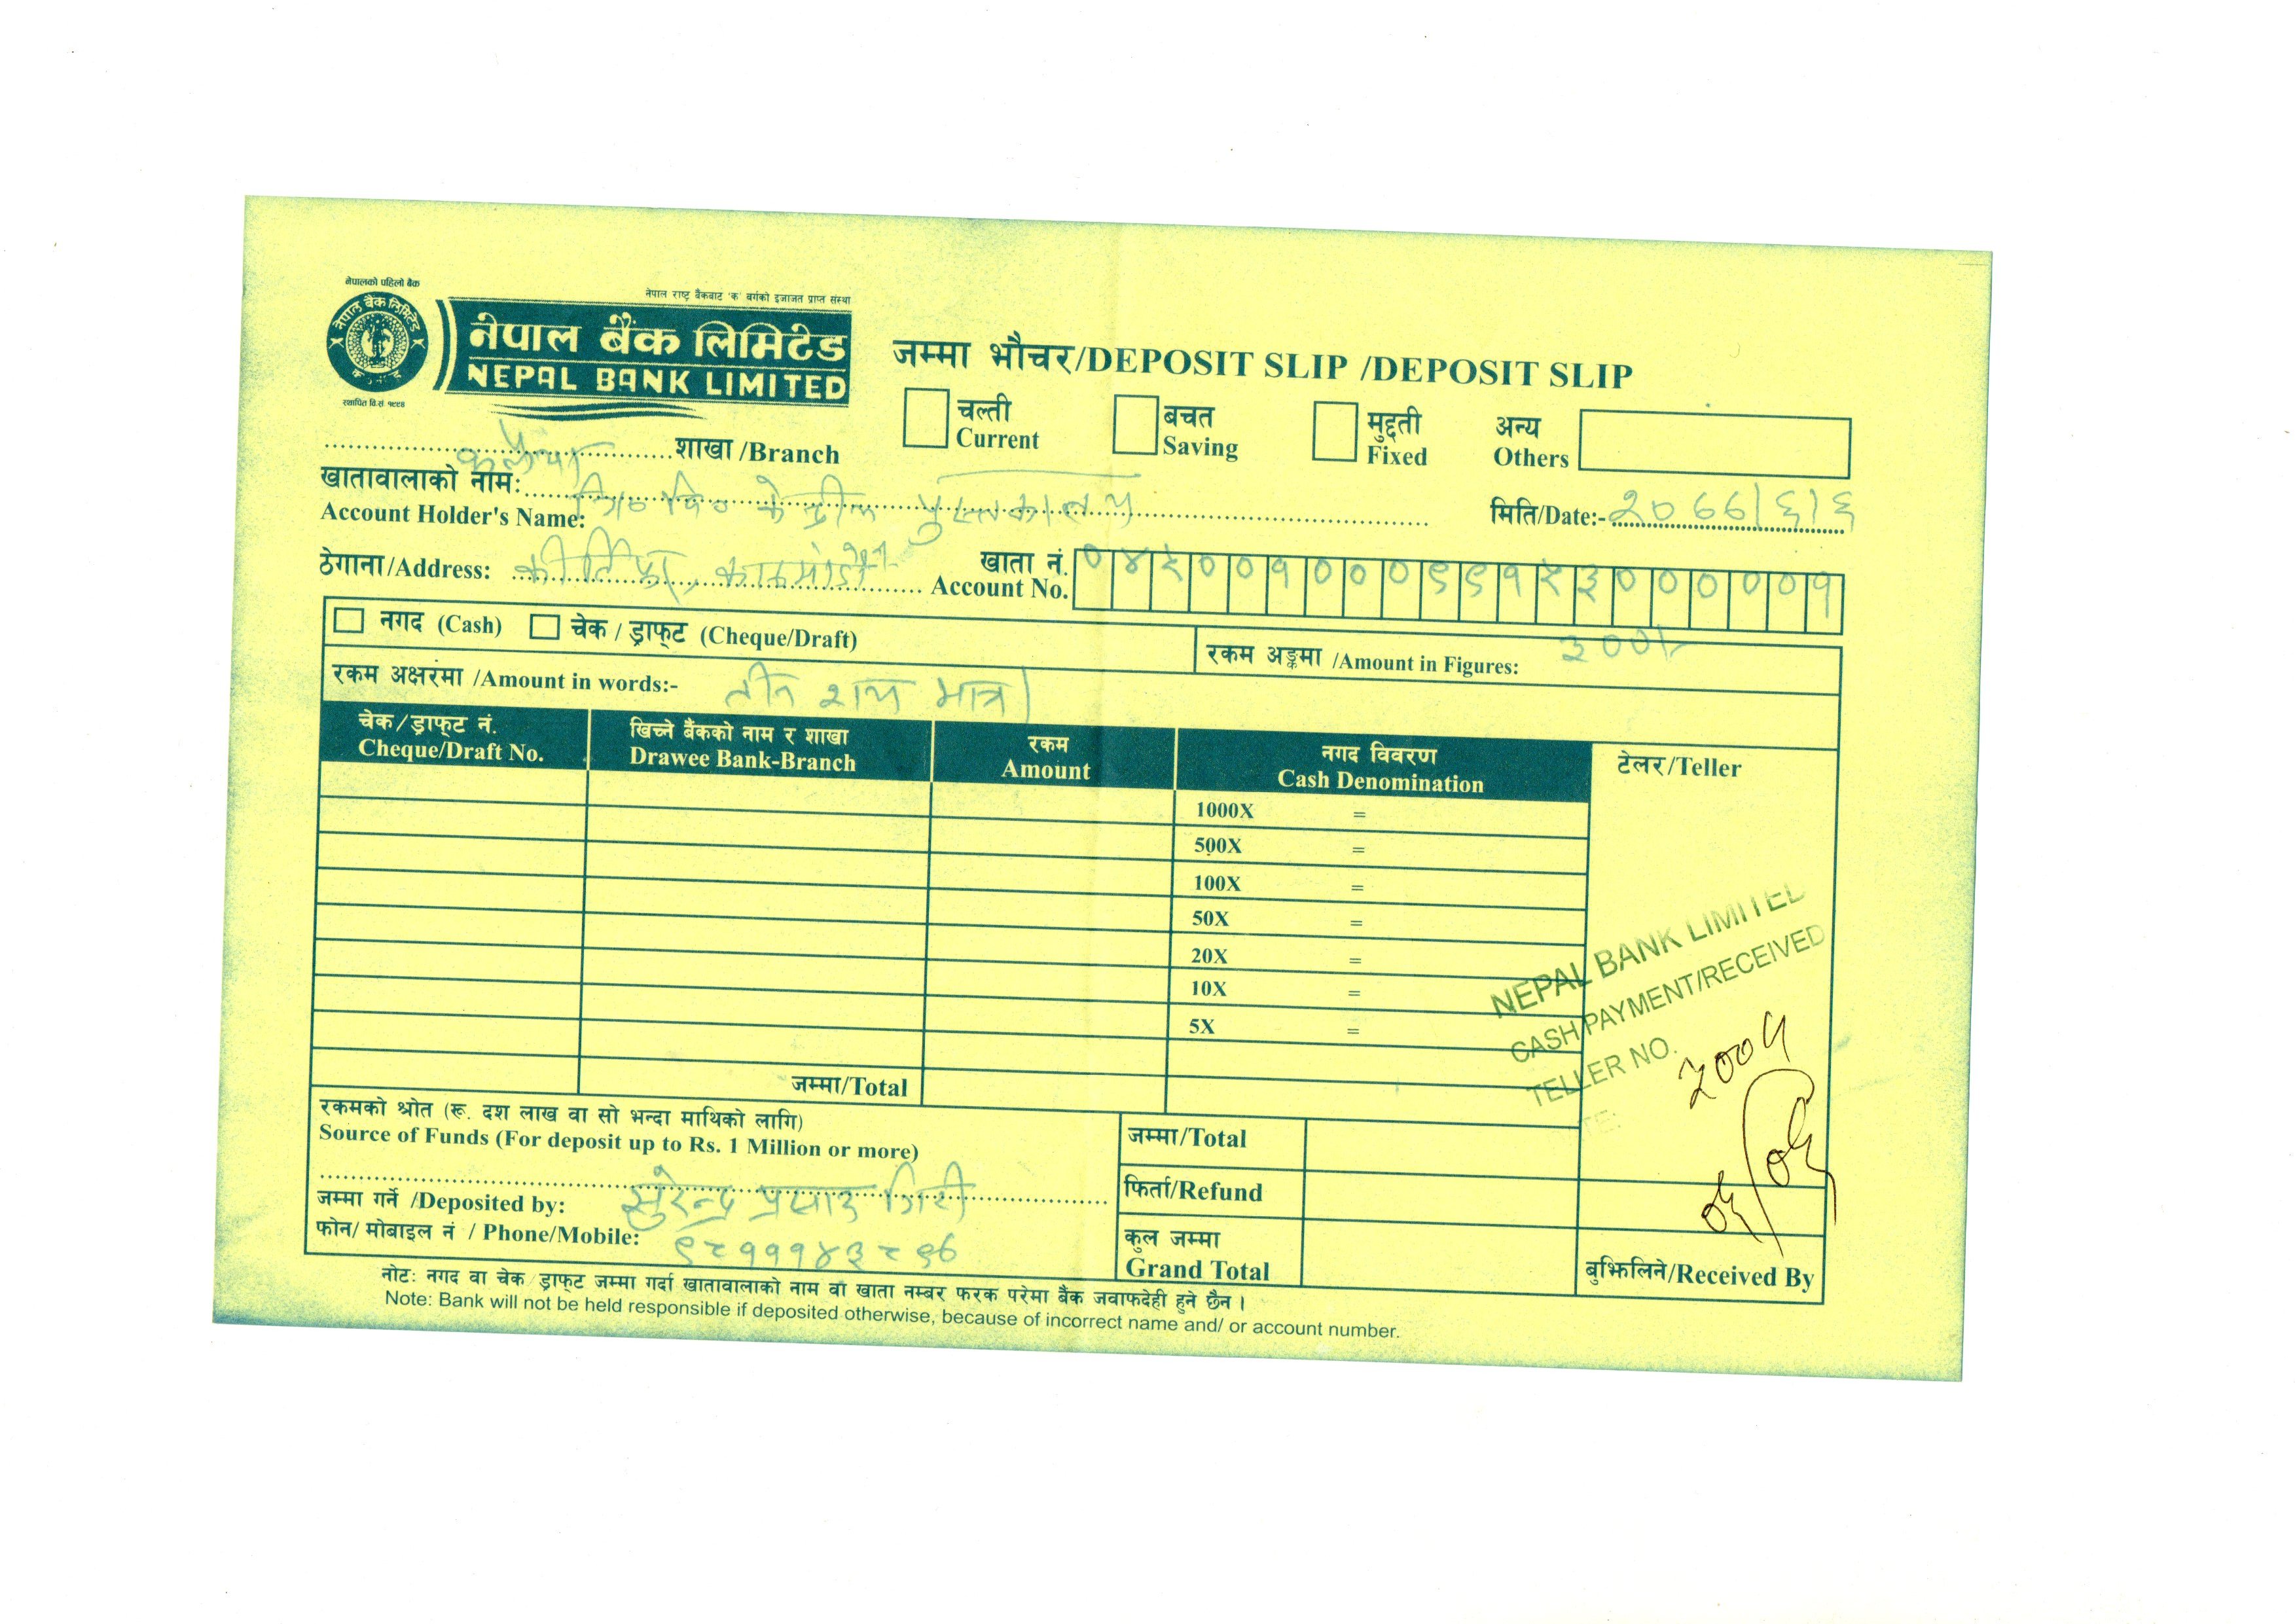 नेपालको पहिलो बैंक
नेपाल राष्ट्र बैंकबाट 'क' वर्गको इजाजत प्राप्त संस्था
नेपाल बैंक लिमिटेड
नेपाल बैंक लिमिटेड
NEPAL BANK LIMITED
स्थापित वि.सं. १९९४
जम्मा भौचर/DEPOSIT SLIP /DEPOSIT SLIP
चल्ती
Current
बचत
Saving
मुद्दती
Fixed
अन्य
Others
शाखा /Branch
खातावालाको नाम:
Account Holder's Name: त्रि० वि० केन्द्रीय पुस्तकालय
मिति/Date:- २०७७|६|६
ठेगाना/Address: कीर्तिपुर, काठमाडौं
खाता नं.
Account No.
नगद (Cash) चेक / ड्राफ्ट (Cheque/Draft)
रकम अङ्कमा /Amount in Figures: ३००/-
रकम अक्षरमा /Amount in words:- तीन शय मात्र|
चेक/ड्राफ्ट नं.
Cheque/Draft No.
खिच्ने बैंकको नाम र शाखा
Drawee Bank-Branch
रकम
Amount
नगद विवरण
Cash Denomination
टेलर/Teller
1000X =
500X =
100X =
50X =
20X =
10X =
5X =
जम्मा/Total
NEPAL BANK LIMITED
CASH PAYMENT/RECEIVED
TELLER NO.
रकमको श्रोत (रू. दश लाख वा सो भन्दा माथिको लागि)
Source of Funds (For deposit up to Rs. 1 Million or more)
जम्मा गर्ने /Deposited by: सुरेन्द्र प्रसाद गिरी
फोन/ मोबाइल नं / Phone/Mobile:
जम्मा/Total
फिर्ता/Refund
कुल जम्मा
Grand Total
बुझिलिने/Received By
नोट: नगद वा चेक ड्राफ्ट जम्मा गर्दा खातावालाको नाम वा खाता नम्बर फरक परेमा बैंक जवाफदेही हुने छैन ।
Note: Bank will not be held responsible if deposited otherwise, because of incorrect name and/ or account number.